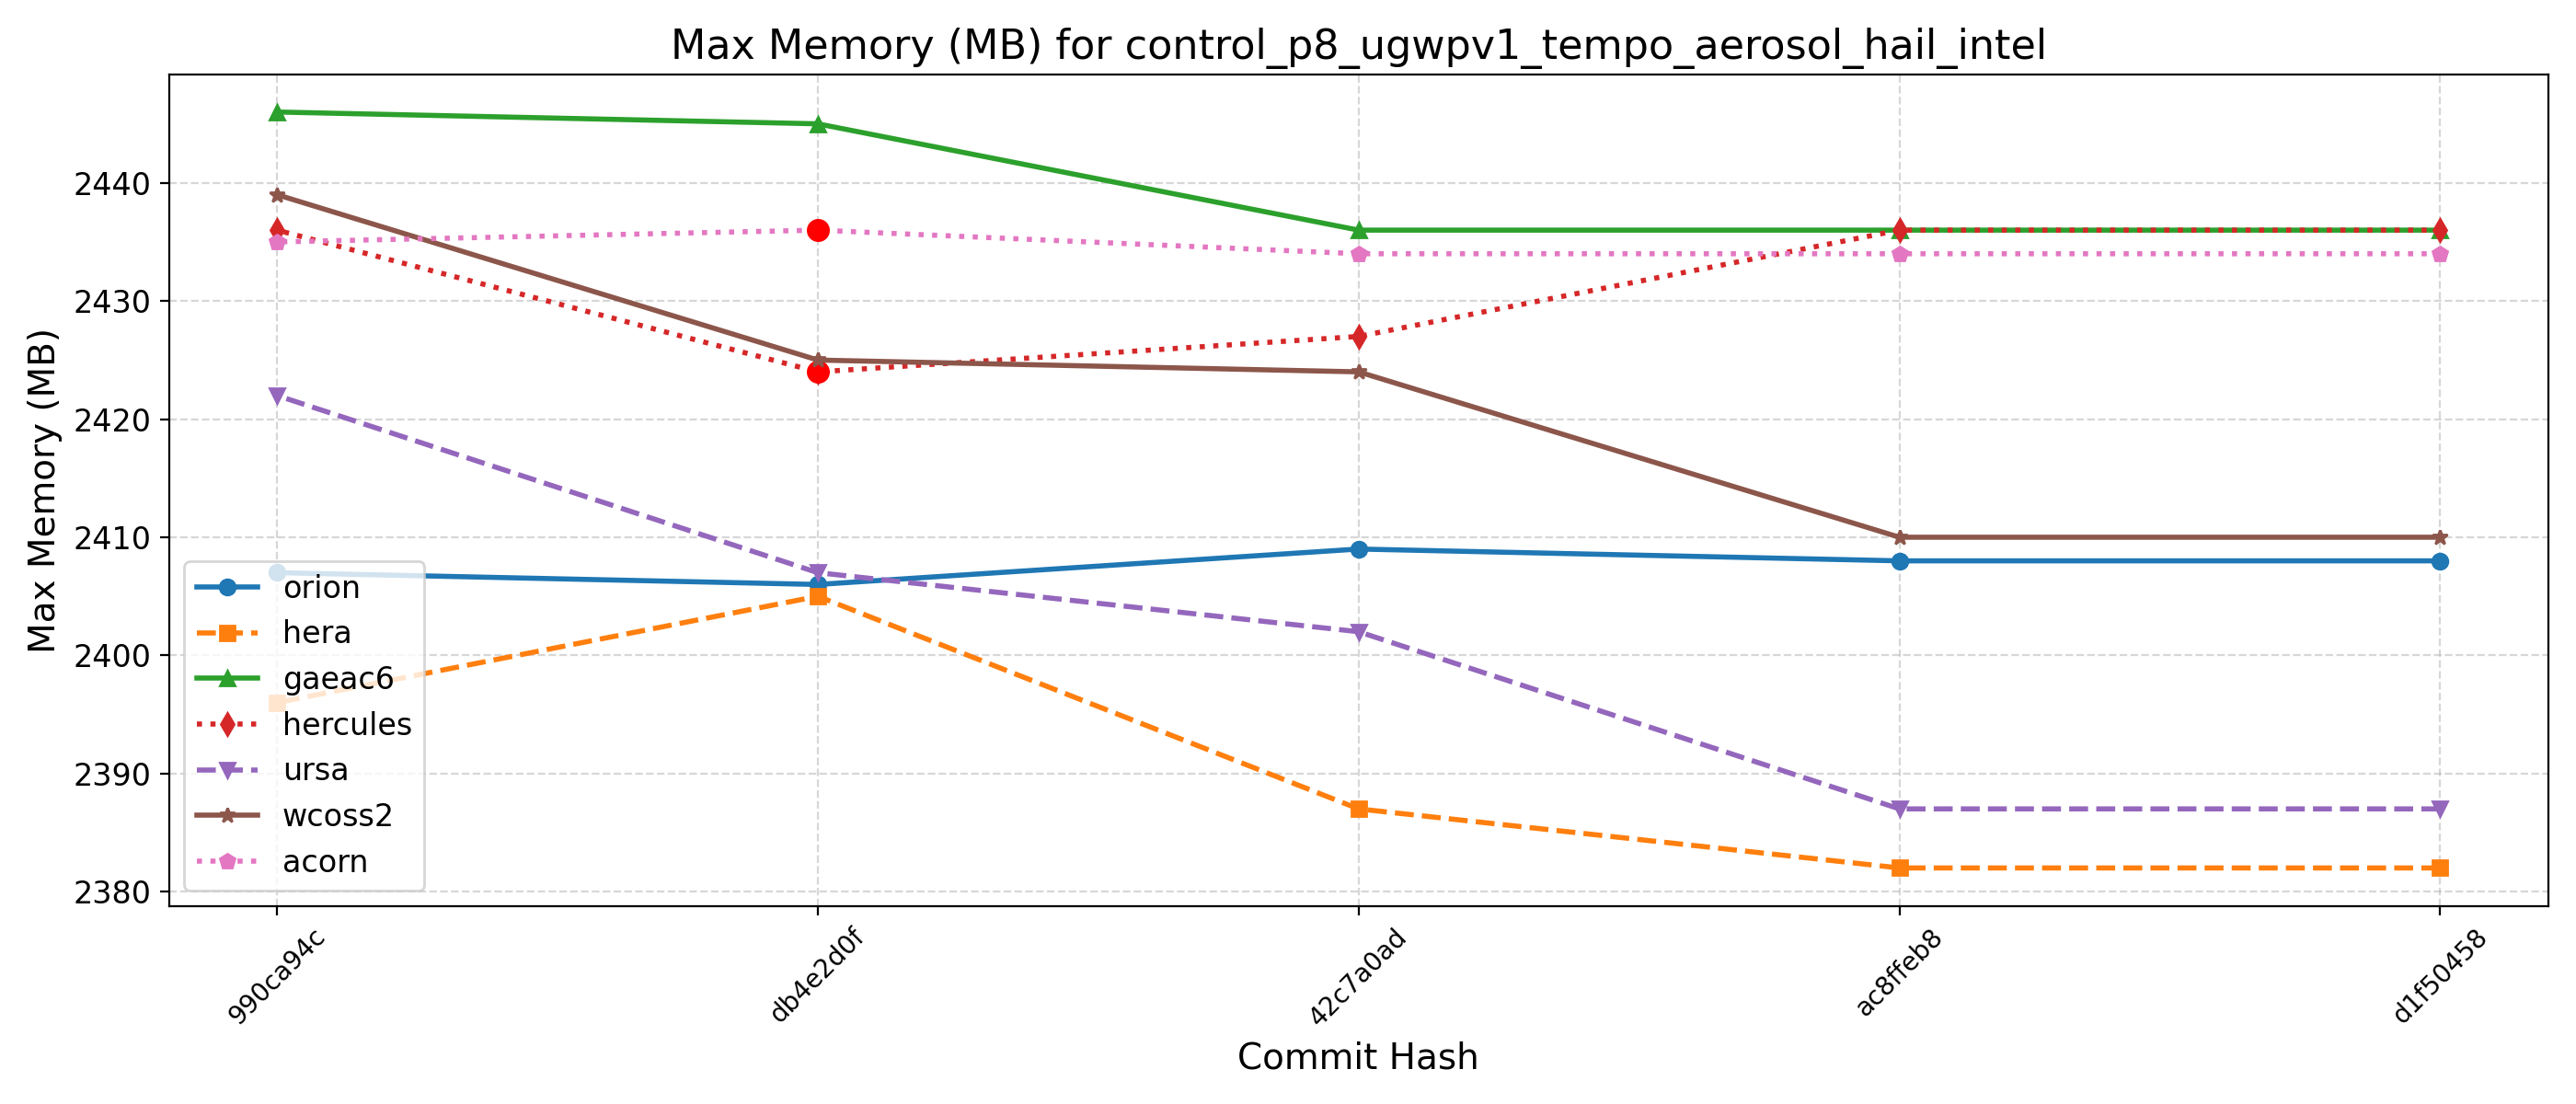 Max Memory (MB) for control_p8_ugwpv1_tempo_aerosol_hail_intel
Max Memory (MB)
2440
2430
2420
2410
2400
2390
2380
orion
hera
gaeac6
hercules
ursa
wcoss2
acorn
990ca94c
db4e2d0f
42c7a0ad
ac8ffeb8
d1f50458
Commit Hash